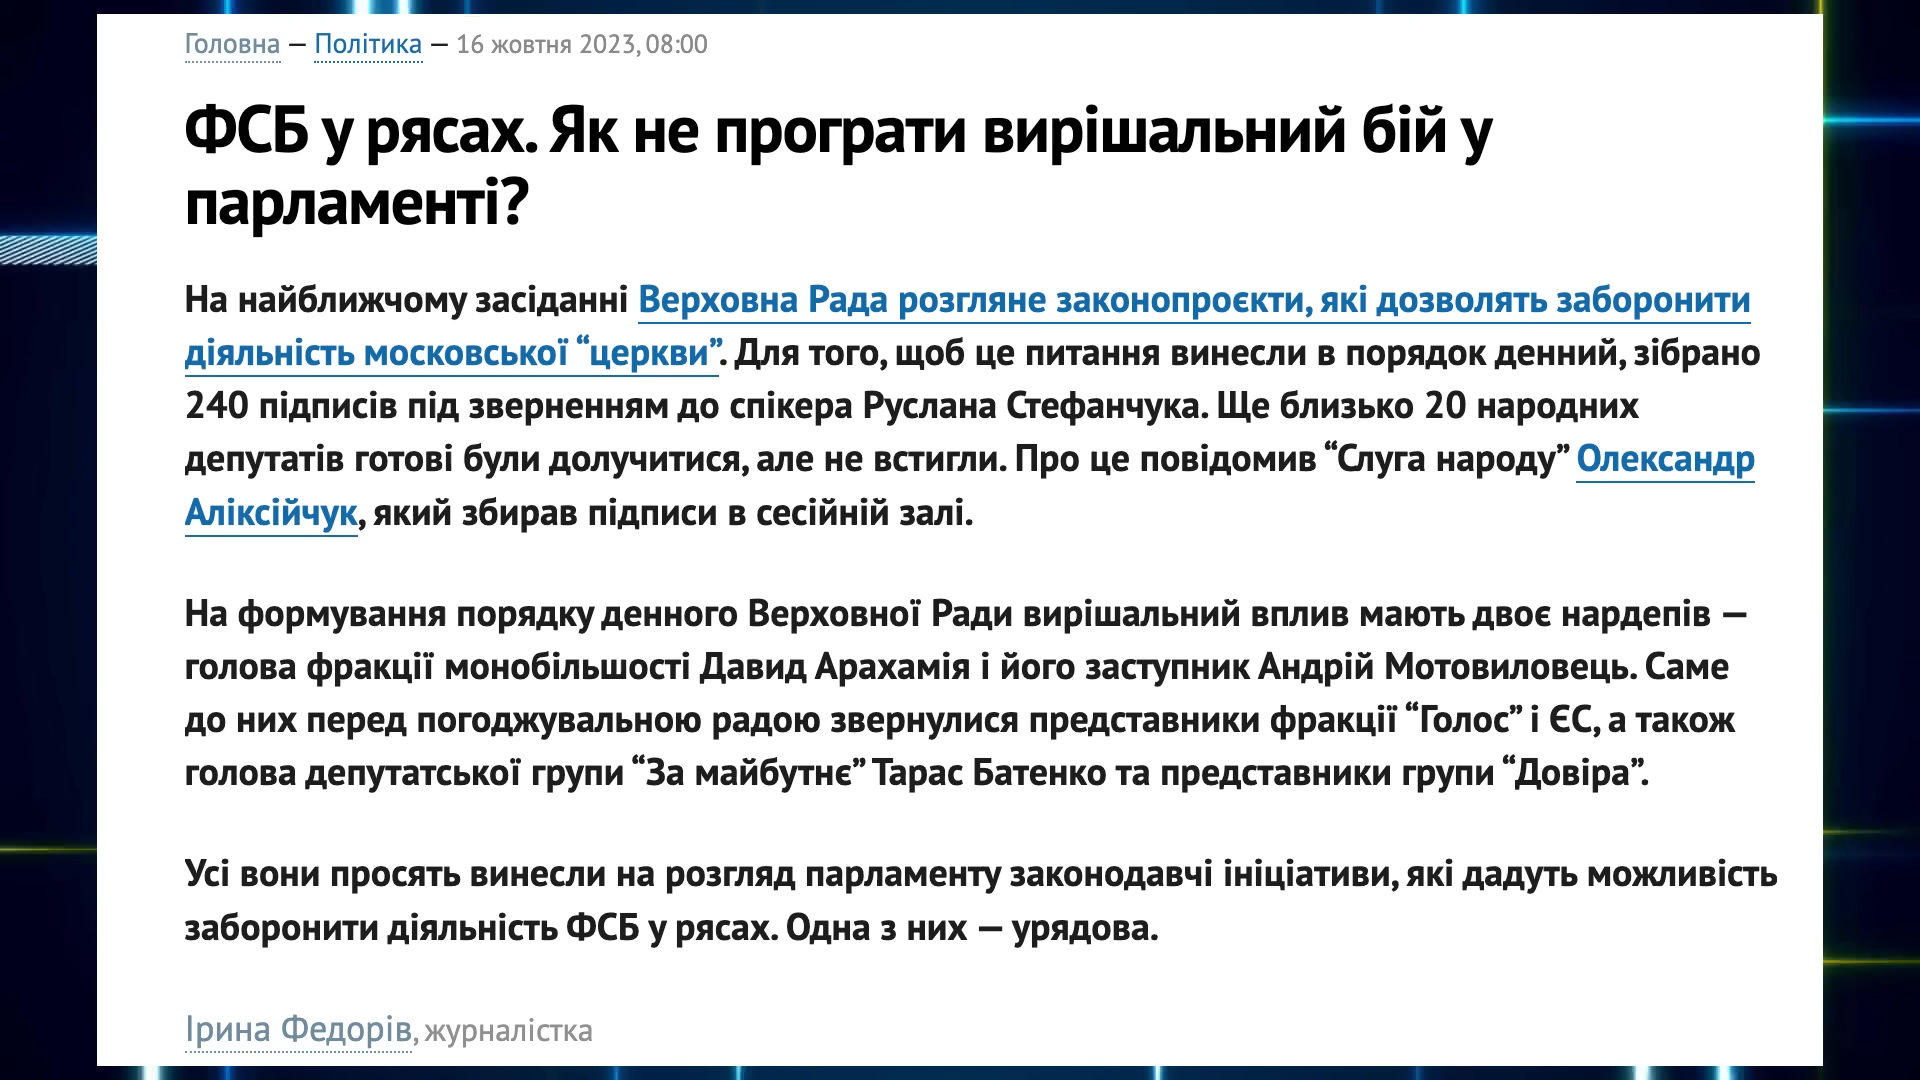 Головна — Політика — 16 жовтня 2023, 08:00
ФСБ у рясах. Як не програти вирішальний бій у
парламенті?
На найближчому засіданні Верховна Рада розгляне законопроєкти, які дозволять заборонити
діяльність московської “церкви”. Для того, щоб це питання винесли в порядок денний, зібрано
240 підписів під зверненням до спікера Руслана Стефанчука. Ще близько 20 народних
депутатів готові були долучитися, але не встигли. Про це повідомив “Слуга народу” Олександр
Аліксійчук, який збирав підписи в сесійній залі.
На формування порядку денного Верховної Ради вирішальний вплив мають двоє нардепів —
голова фракції монобільшості Давид Арахамія і його заступник Андрій Мотовиловець. Саме
до них перед погоджувальною радою звернулися представники фракції “Голос” і ЄС, а також
голова депутатської групи “За майбутнє” Тарас Батенко та представники групи “Довіра”.
Усі вони просять винесли на розгляд парламенту законодавчі ініціативи, які дадуть можливість
заборонити діяльність ФСБ у рясах. Одна з них — урядова.
Ірина Федорів, журналістка